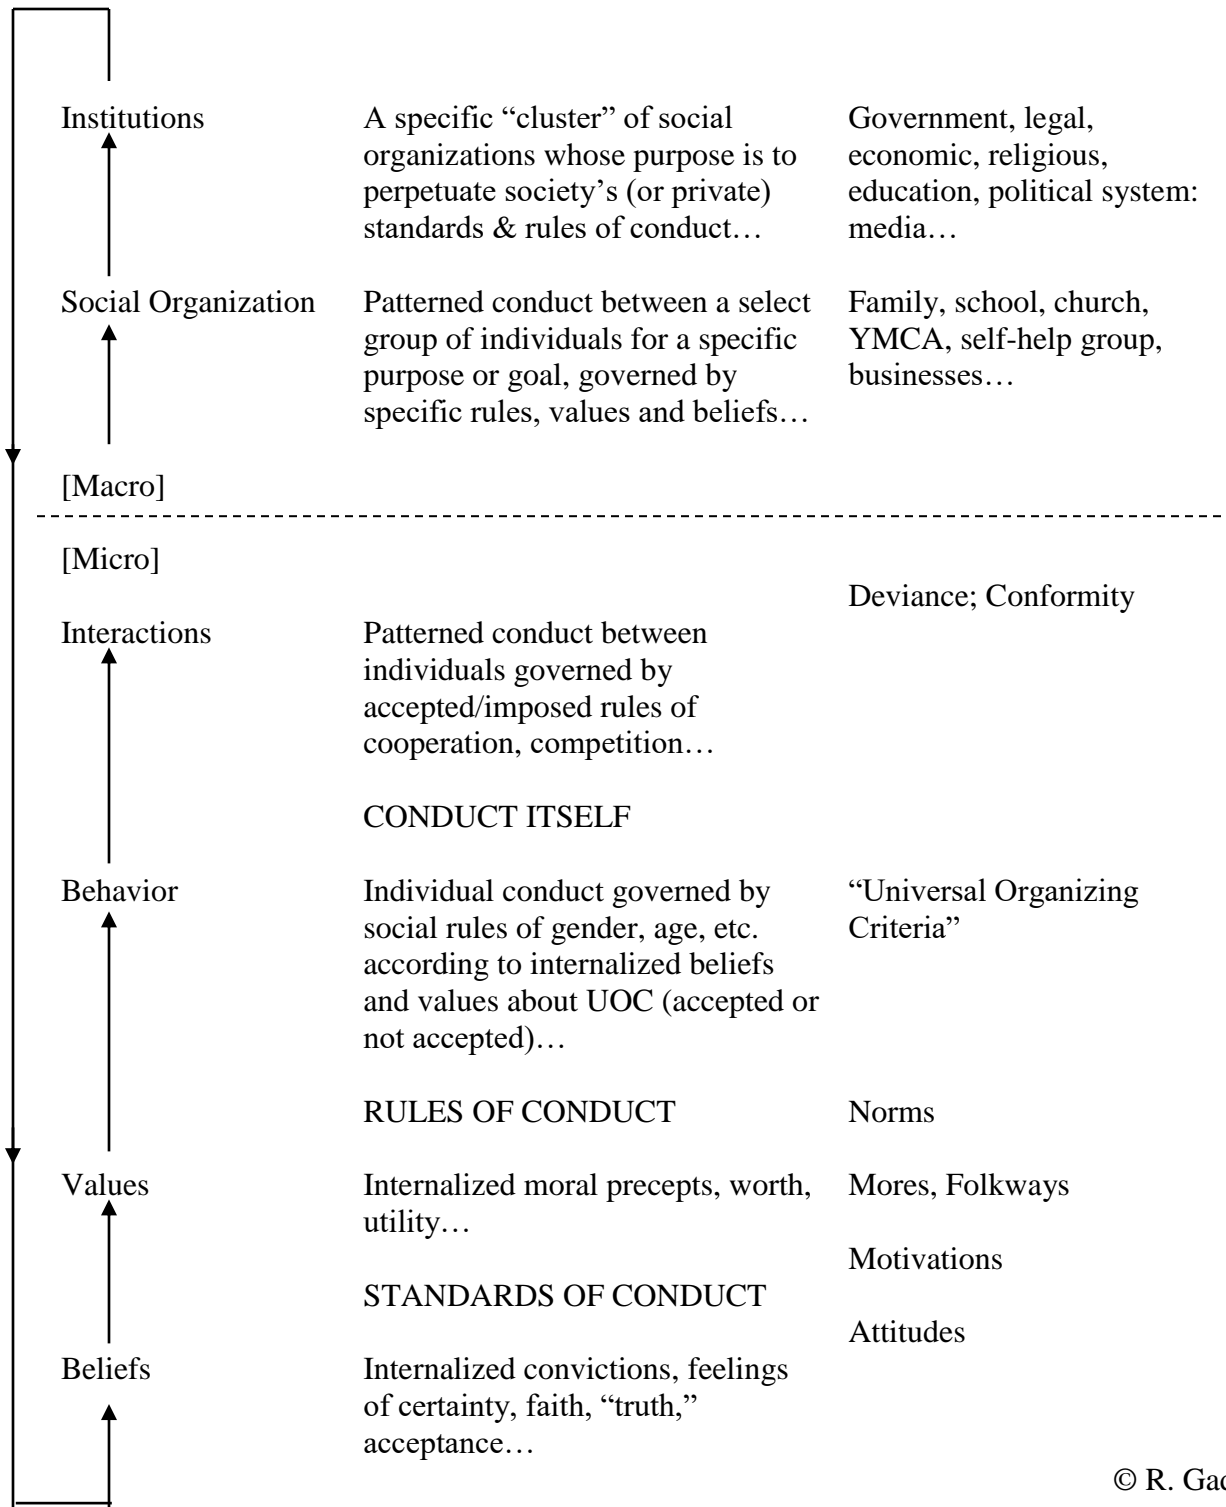 Institutions
A specific “cluster” of social
organizations whose purpose is to
perpetuate society’s (or private)
standards & rules of conduct…
Government, legal,
economic, religious,
education, political system:
media…
Social Organization
Patterned conduct between a select
group of individuals for a specific
purpose or goal, governed by
specific rules, values and beliefs…
Family, school, church,
YMCA, self-help group,
businesses…
[Macro]
[Micro]
Deviance; Conformity
Interactions
Patterned conduct between
individuals governed by
accepted/imposed rules of
cooperation, competition…
CONDUCT ITSELF
Behavior
Individual conduct governed by
social rules of gender, age, etc.
according to internalized beliefs
and values about UOC (accepted or
not accepted)…
“Universal Organizing
Criteria”
RULES OF CONDUCT
Norms
Values
Internalized moral precepts, worth,
utility…
Mores, Folkways
Motivations
STANDARDS OF CONDUCT
Attitudes
Beliefs
Internalized convictions, feelings
of certainty, faith, “truth,”
acceptance…
© R.